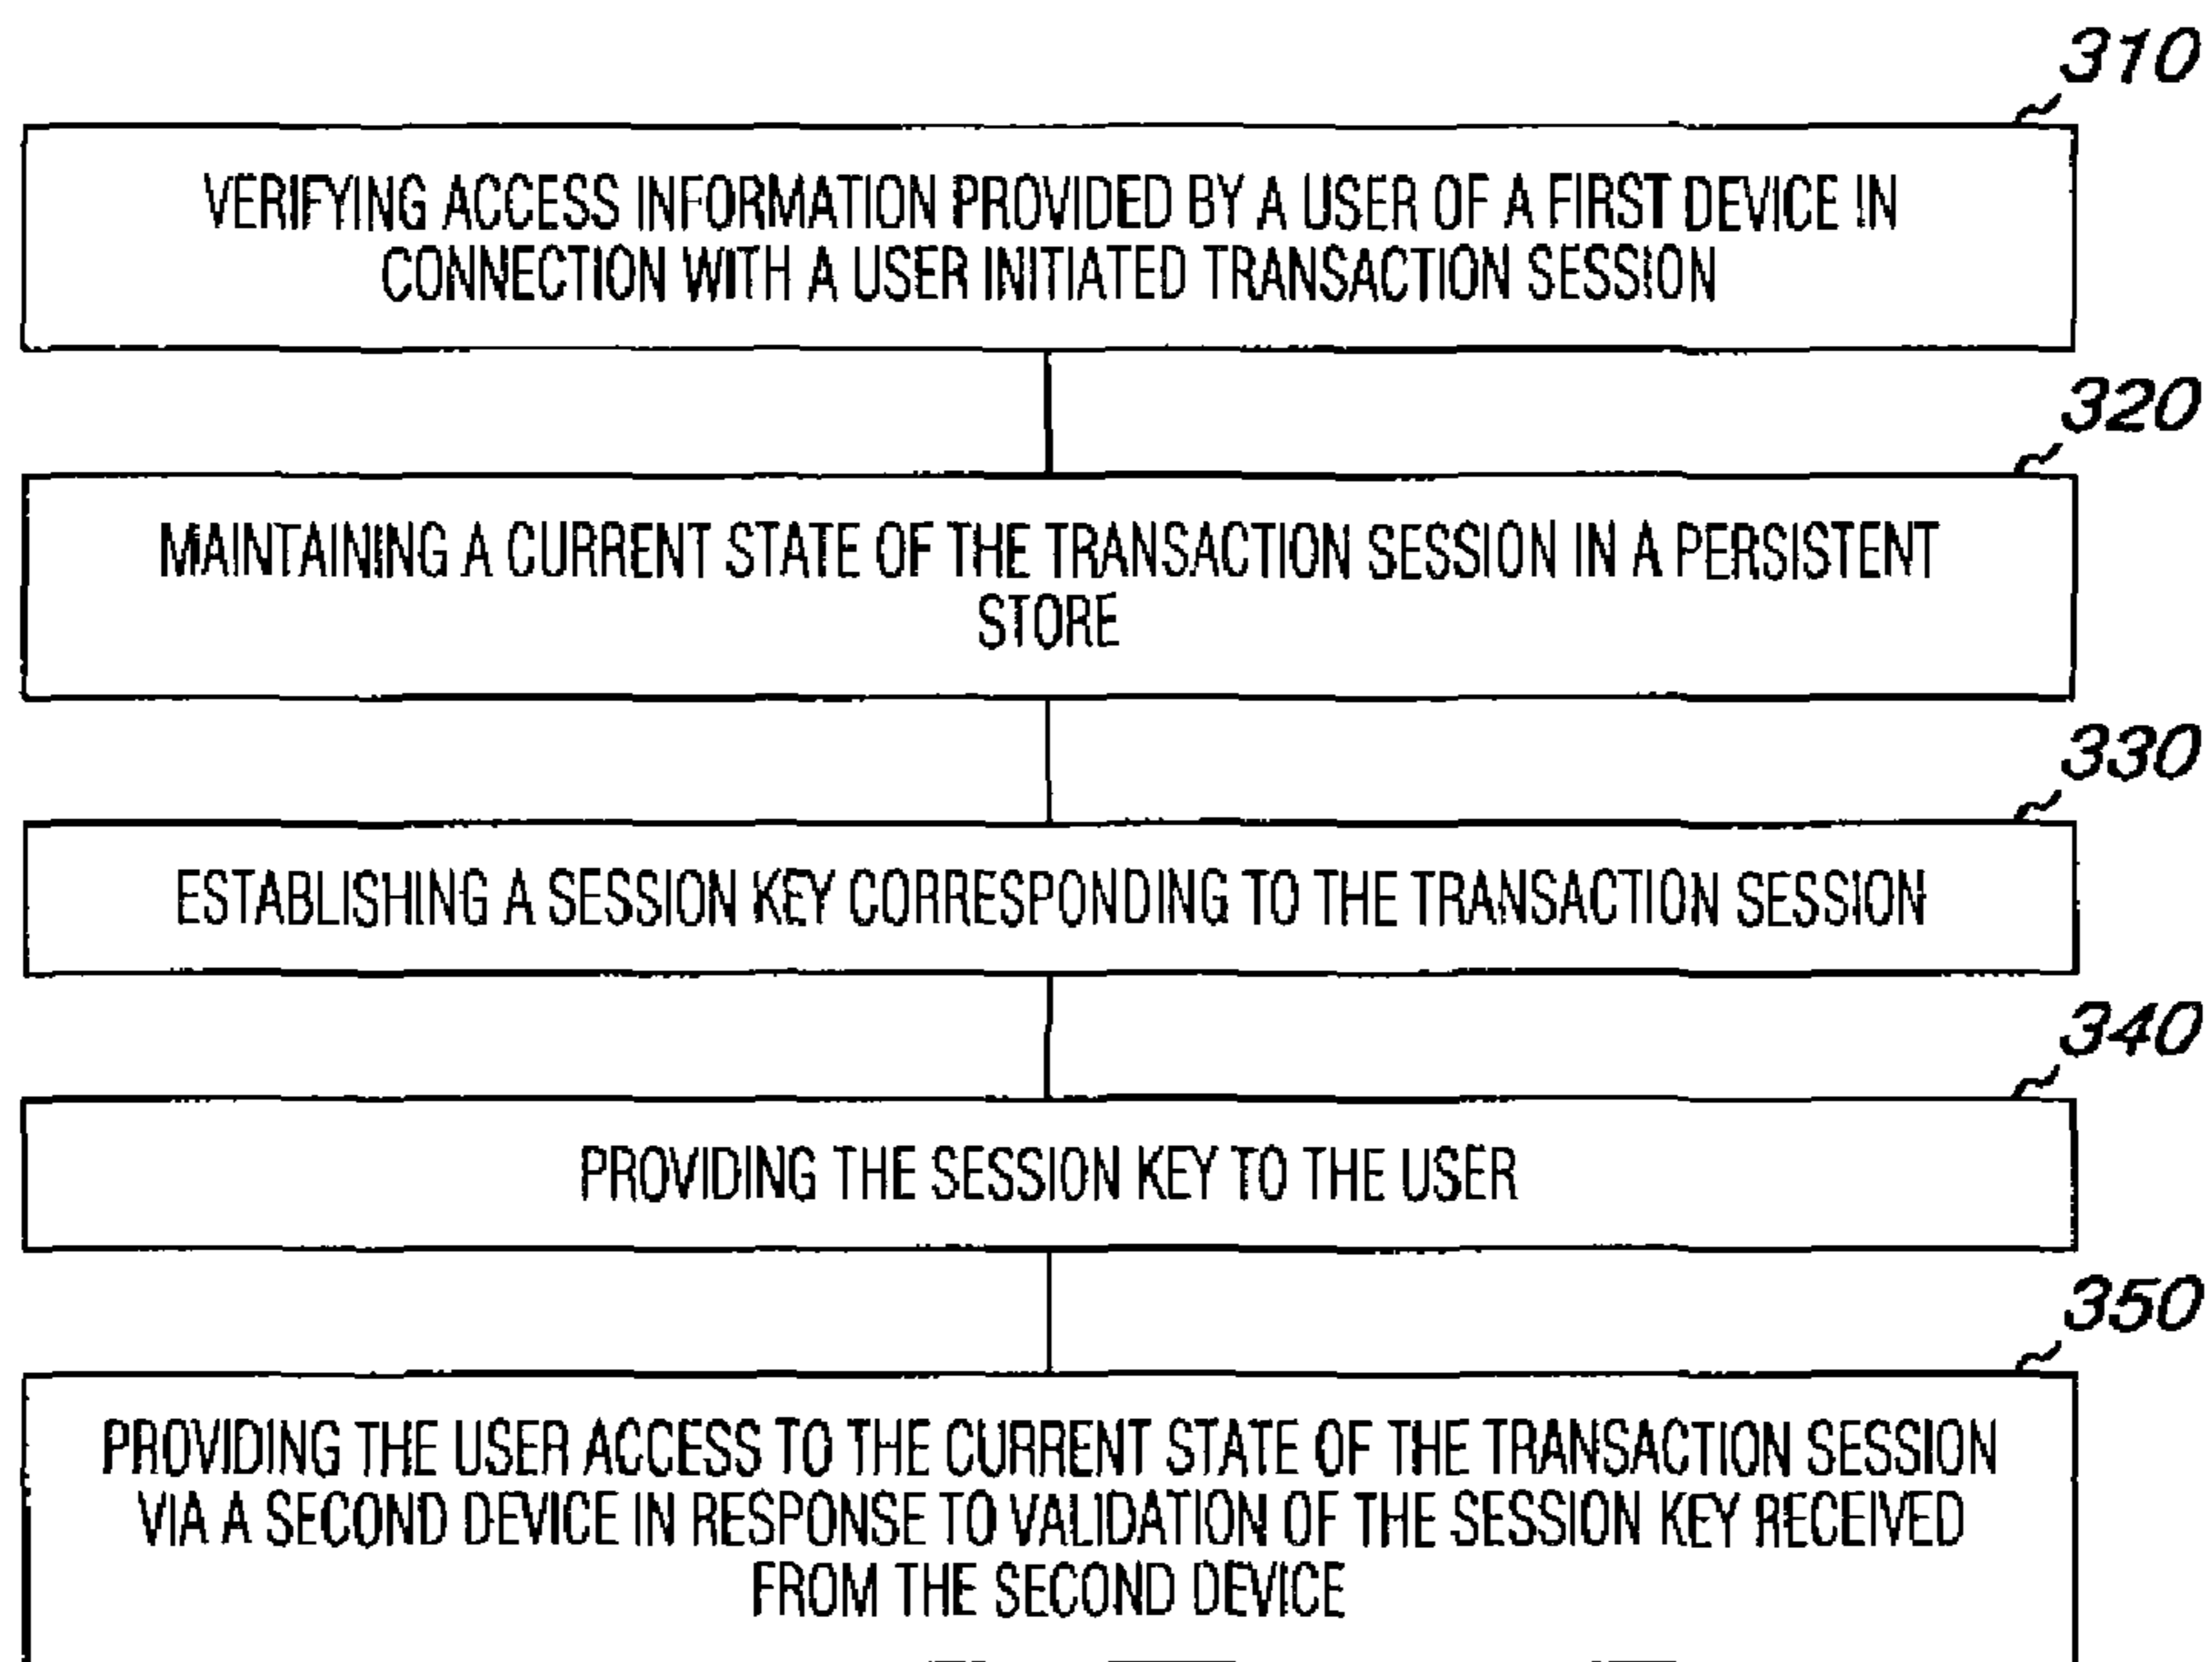 310
VERIFYING ACCESS INFORMATION PROVIDED BY A USER OF A FIRST DEVICE IN
CONNECTION WITH A USER INITIATED TRANSACTION SESSION
320
MAINTAINING A CURRENT STATE OF THE TRANSACTION SESSION IN A PERSISTENT
STORE
330
ESTABLISHING A SESSION KEY CORRESPONDING TO THE TRANSACTION SESSION
340
PROVIDING THE SESSION KEY TO THE USER
350
PROVIDING THE USER ACCESS TO THE CURRENT STATE OF THE TRANSACTION SESSION
VIA A SECOND DEVICE IN RESPONSE TO VALIDATION OF THE SESSION KEY RECEIVED
FROM THE SECOND DEVICE